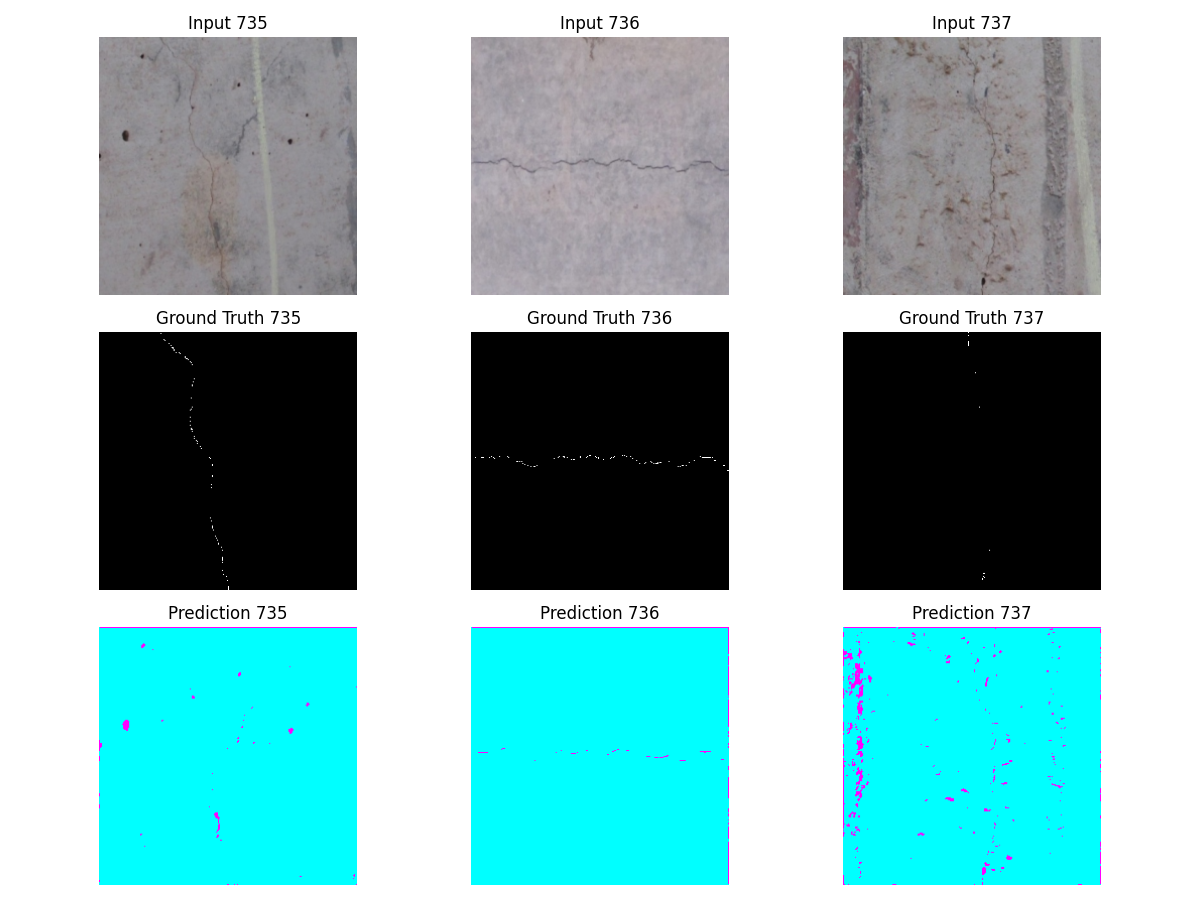 Input 735
Input 736
Input 737
Ground Truth 735
Ground Truth 736
Ground Truth 737
Prediction 735
Prediction 736
Prediction 737